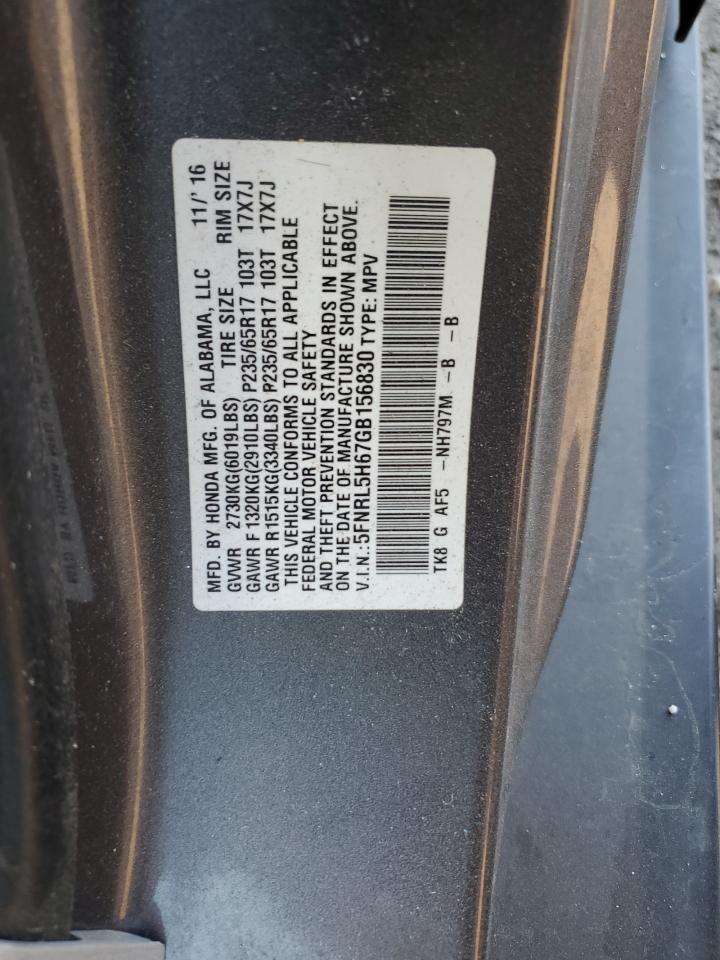 MFD. BY HONDA MFG. OF ALABAMA, LLC 11/' 16
GVWR 2730KG(6019LBS) TIRE SIZE RIM SIZE
GAWR F 1320KG(2910LBS) P235/65R17 103T 17X7J
GAWR R1515KG(3340LBS) P235/65R17 103T 17X7J
THIS VEHICLE CONFORMS TO ALL APPLICABLE
FEDERAL MOTOR VEHICLE SAFETY
AND THEFT PREVENTION STANDARDS IN EFFECT
ON THE DATE OF MANUFACTURE SHOWN ABOVE.
V.I.N.:5FNRL5H67GB156830 TYPE: MPV
TK8 G AF5 -NH797M -B -B